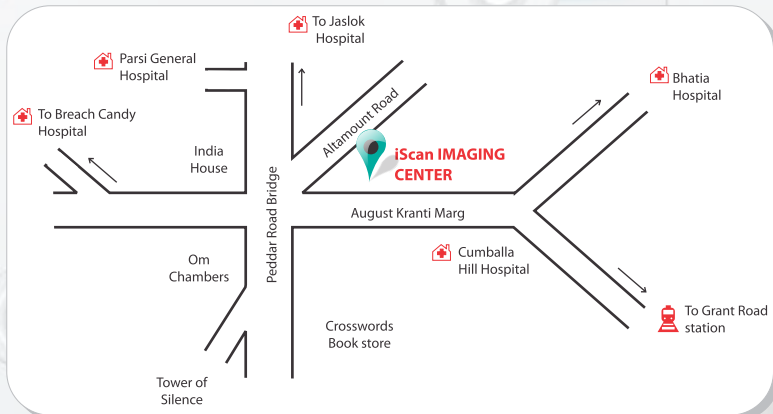 To Jaslok
Hospital
Parsi General
Hospital
Bhatia
Hospital
To Breach Candy
Hospital
Altamount Road
India
House
iScan IMAGING
CENTER
Peddar Road Bridge
August Kranti Marg
Om
Chambers
Cumballa
Hill Hospital
To Grant Road
station
Crosswords
Book store
Tower of
Silence